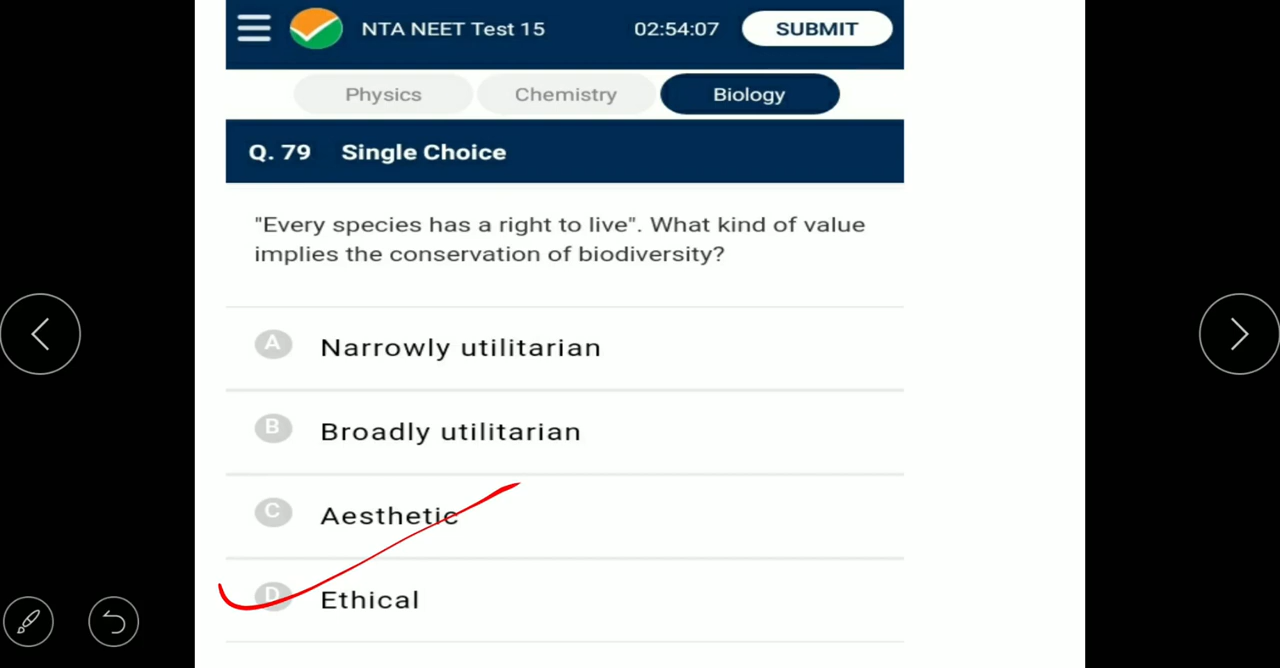 NTA NEET Test 15 02:54:07 SUBMIT
Physics Chemistry Biology
Q. 79 Single Choice
"Every species has a right to live". What kind of value
implies the conservation of biodiversity?
A Narrowly utilitarian
B Broadly utilitarian
C Aesthetic
D Ethical